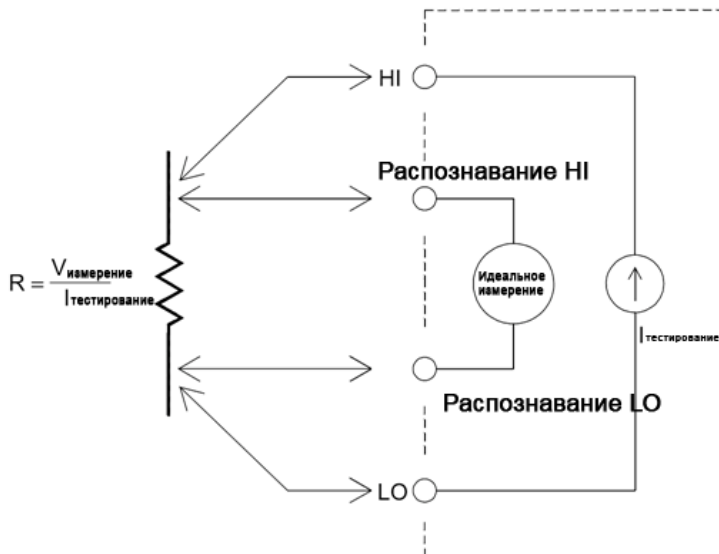 HI
Распознавание HI
R = Vизмерение
Iтестирование
Идеальное
измерение
Iтестирование
Распознавание LO
LO